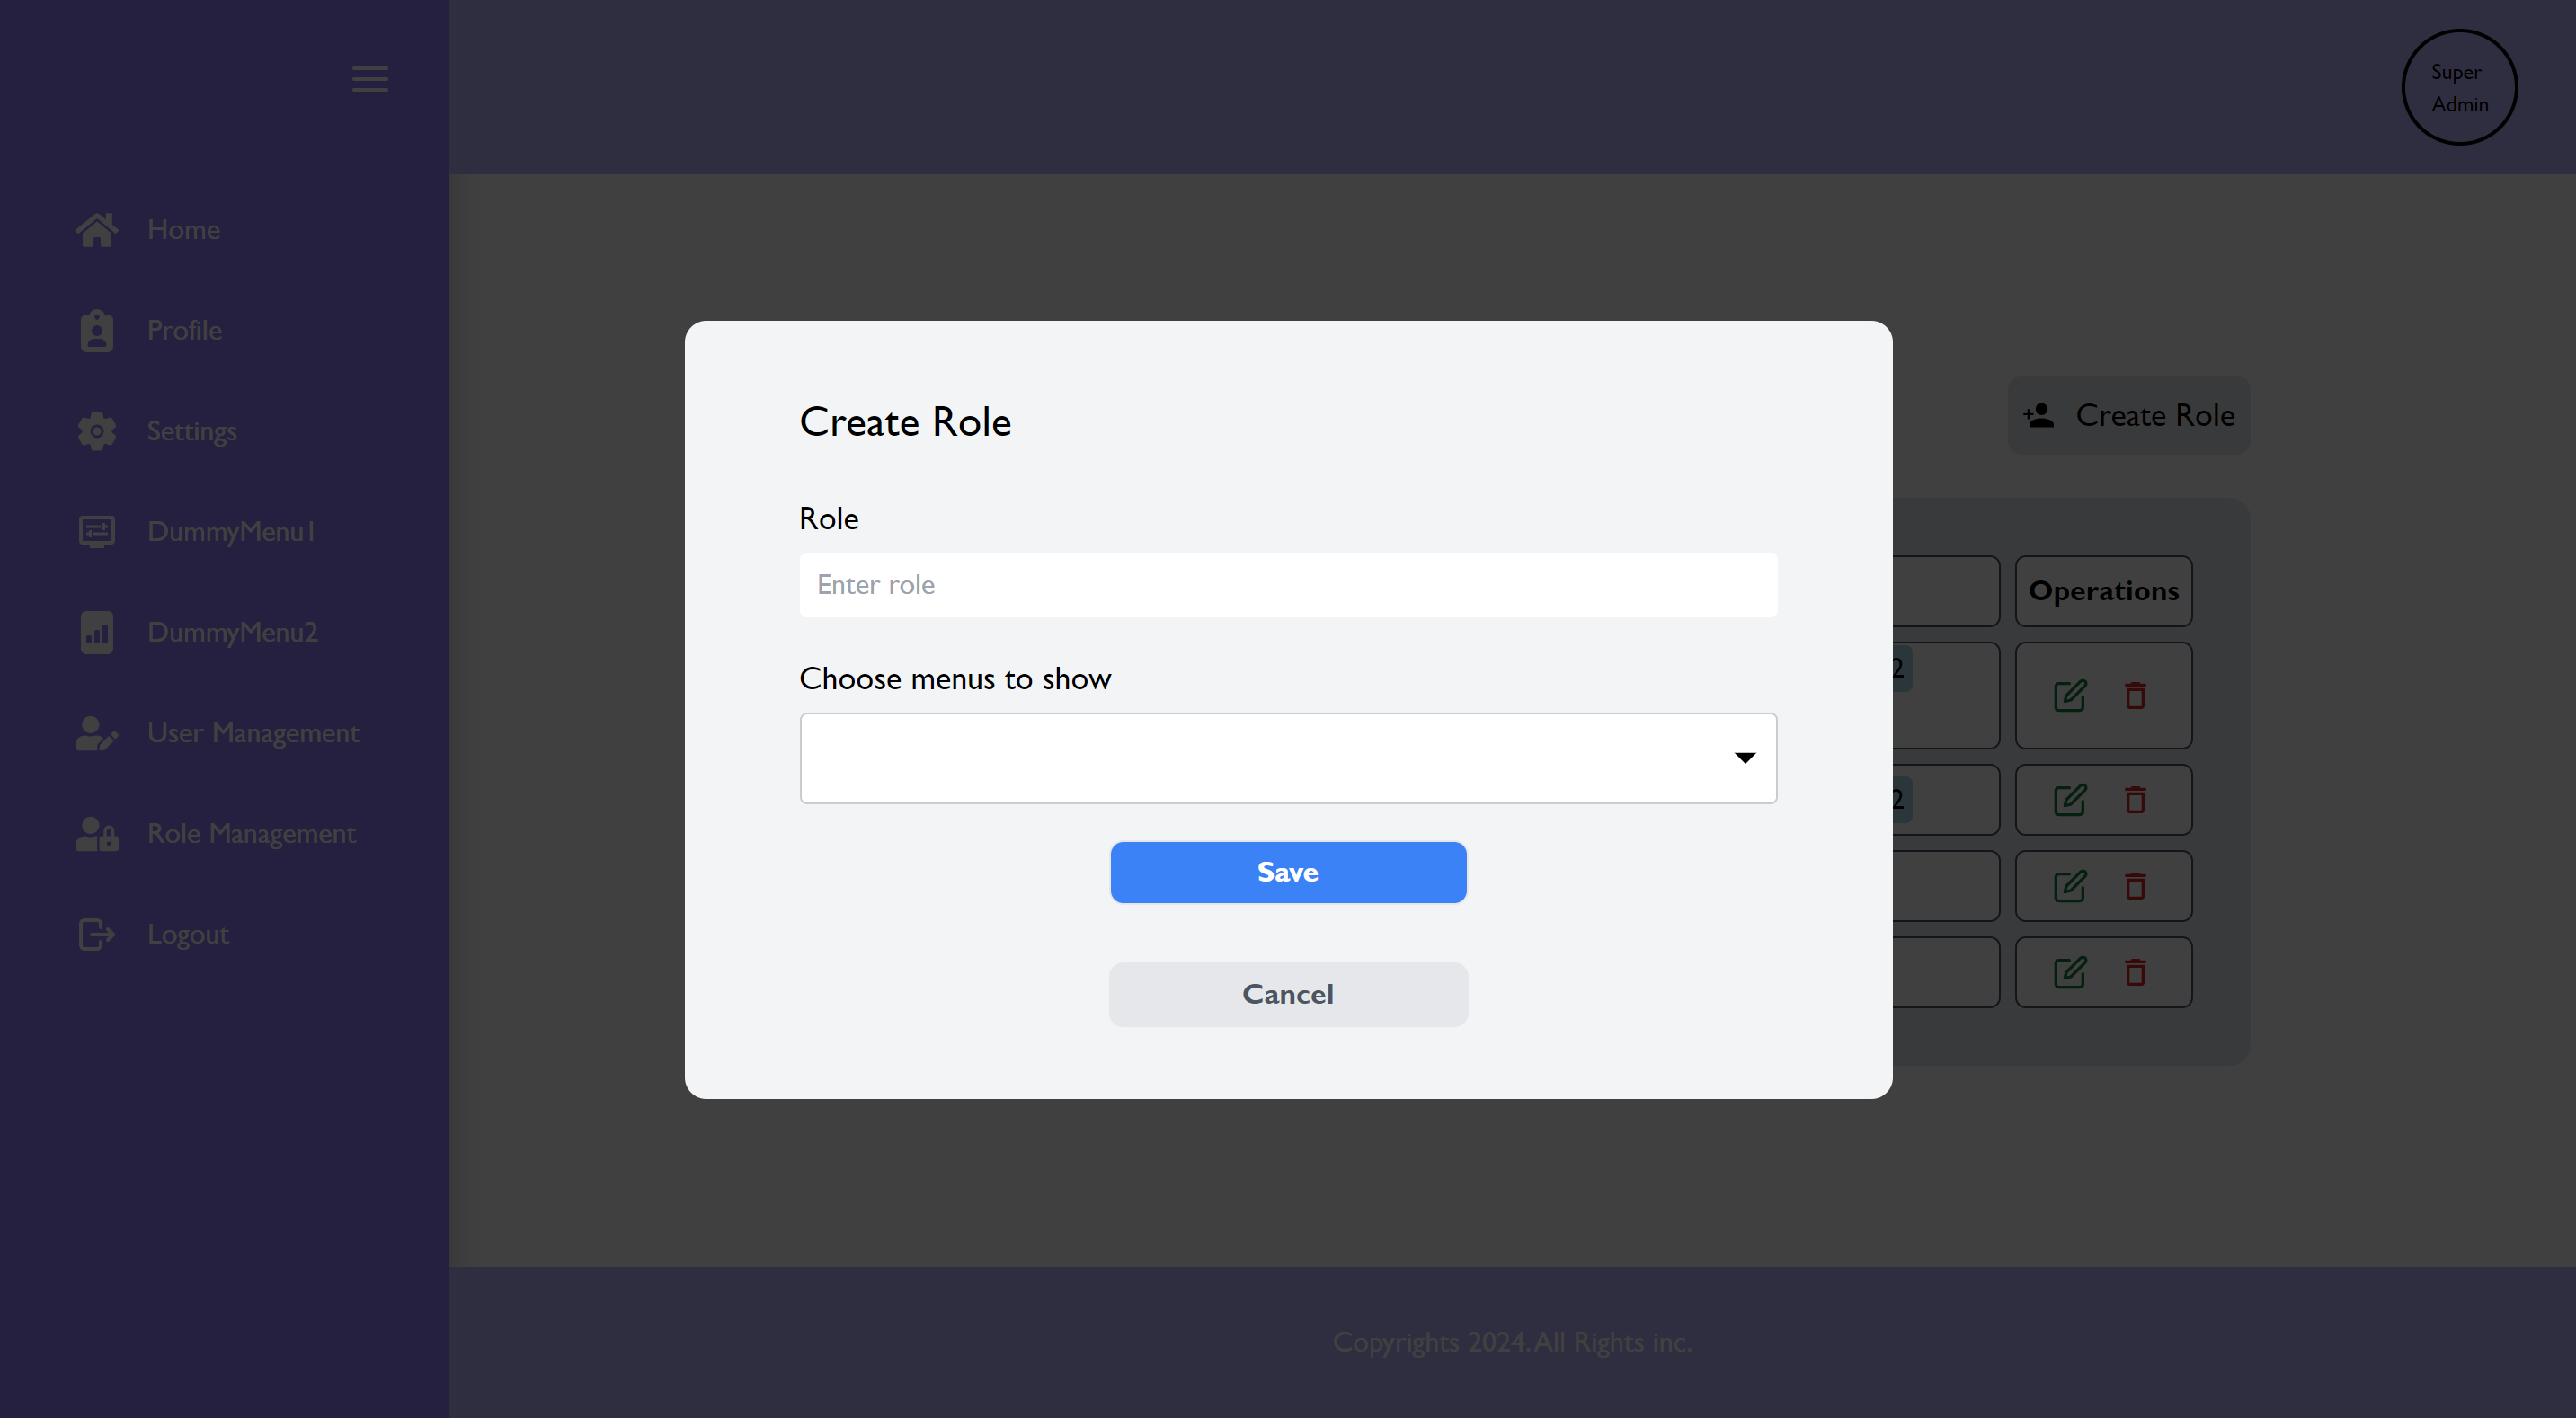 Super
Admin
Home
Profile
Settings
DummyMenu1
DummyMenu2
User Management
Role Management
Logout
Create Role
Operations
2
2
Create Role
Role
Enter role
Choose menus to show
Save
Cancel
Copyrights 2024. All Rights inc.